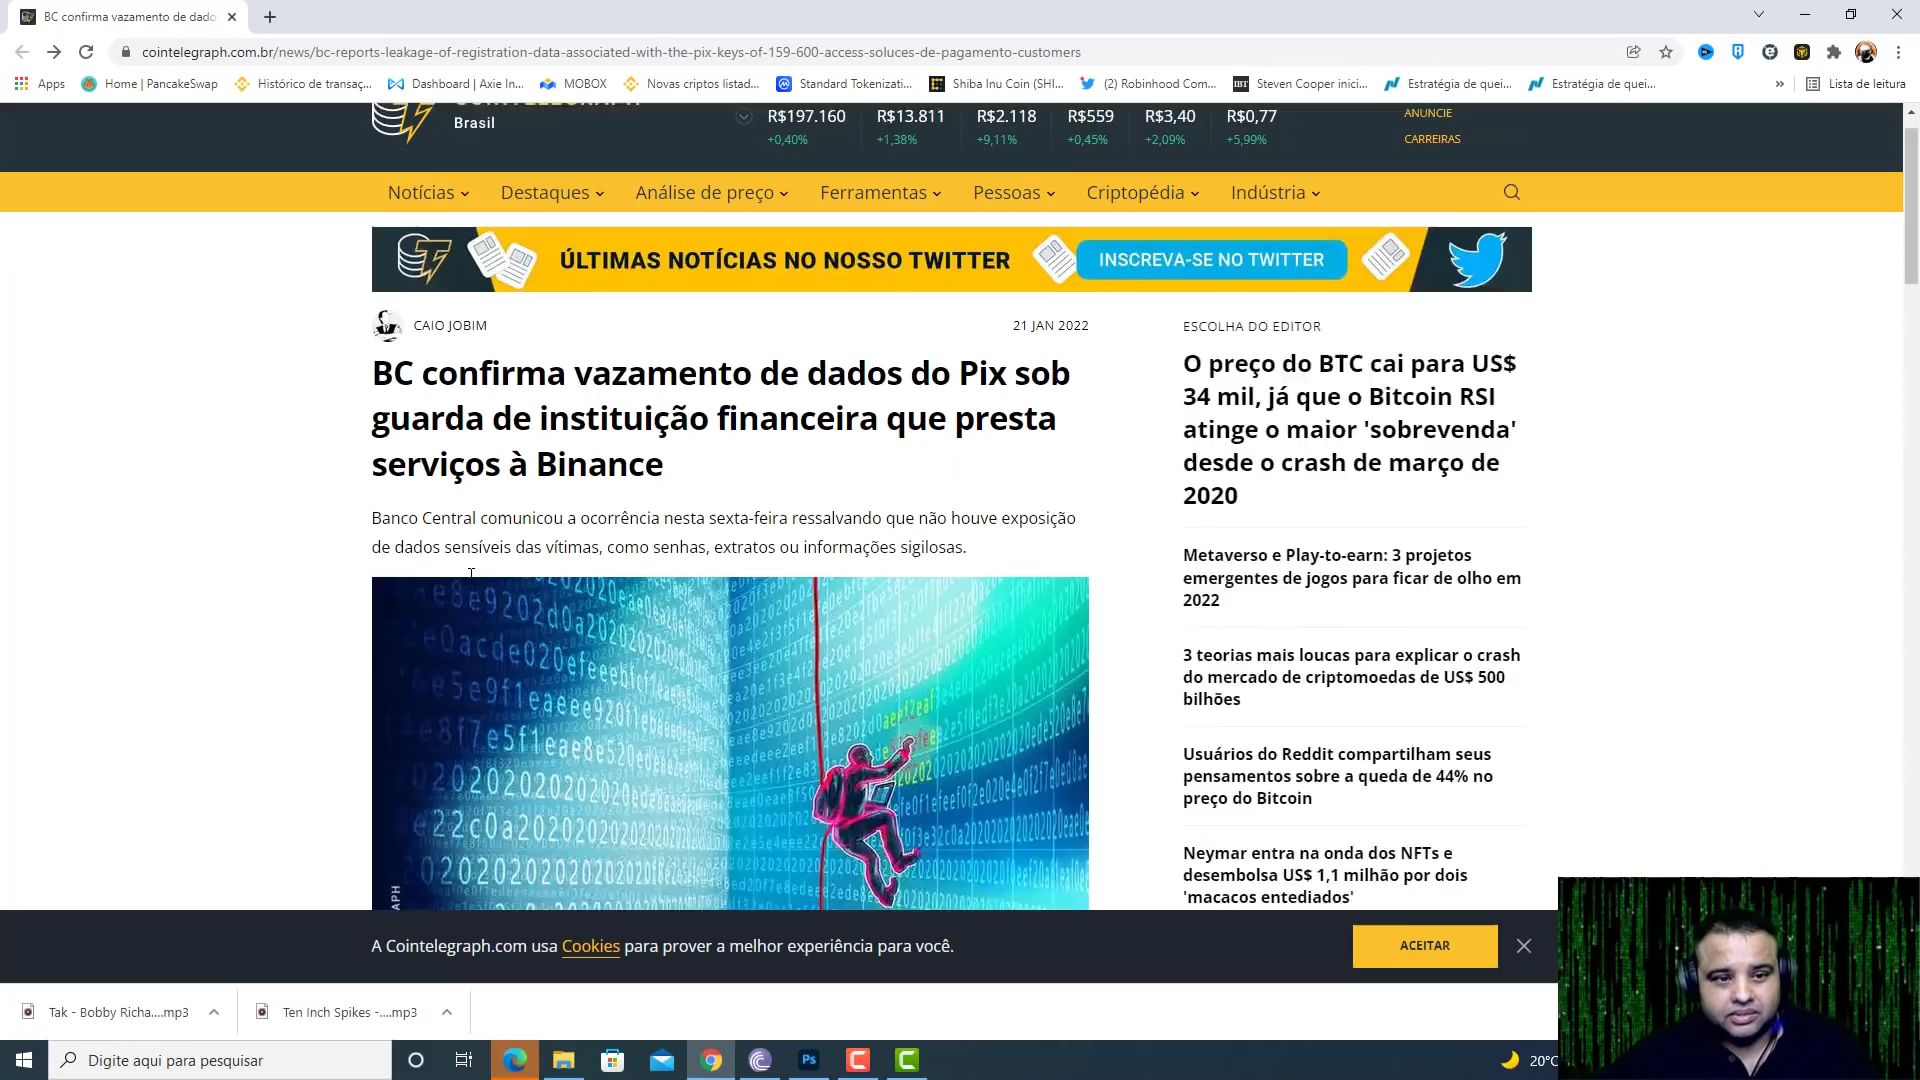 BC confirma vazamento de dado
cointelegraph.com.br/news/bc-reports-leakage-of-registration-data-associated-with-the-pix-keys-of-159-600-access-soluces-de-pagamento-customers
Apps Home | PancakeSwap Histórico de transaç... Dashboard | Axie In... MOBOX Novas criptos listad... Standard Tokenizati... Shiba Inu Coin (SHI... (2) Robinhood Com... Steven Cooper inici... Estratégia de quei... Estratégia de quei... » Lista de leitura
Brasil
R$197.160 R$13.811 R$2.118 R$559 R$3,40 R$0,77
+0,40% +1,38% +9,11% +0,45% +2,09% +5,99%
ANUNCIE
CARREIRAS
Notícias Destaques Análise de preço Ferramentas Pessoas Criptopédia Indústria
ÚLTIMAS NOTÍCIAS NO NOSSO TWITTER INSCREVA-SE NO TWITTER
CAIO JOBIM 21 JAN 2022
BC confirma vazamento de dados do Pix sob
guarda de instituição financeira que presta
serviços à Binance
Banco Central comunicou a ocorrência nesta sexta-feira ressalvando que não houve exposição
de dados sensíveis das vítimas, como senhas, extratos ou informações sigilosas.
ESCOLHA DO EDITOR
O preço do BTC cai para US$
34 mil, já que o Bitcoin RSI
atinge o maior 'sobrevenda'
desde o crash de março de
2020
Metaverso e Play-to-earn: 3 projetos
emergentes de jogos para ficar de olho em
2022
3 teorias mais loucas para explicar o crash
do mercado de criptomoedas de US$ 500
bilhões
Usuários do Reddit compartilham seus
pensamentos sobre a queda de 44% no
preço do Bitcoin
Neymar entra na onda dos NFTs e
desembolsa US$ 1,1 milhão por dois
'macacos entediados'
A Cointelegraph.com usa Cookies para prover a melhor experiência para você.
ACEITAR
Tak - Bobby Richa....mp3 Ten Inch Spikes -....mp3
Digite aqui para pesquisar
Ps
20°C